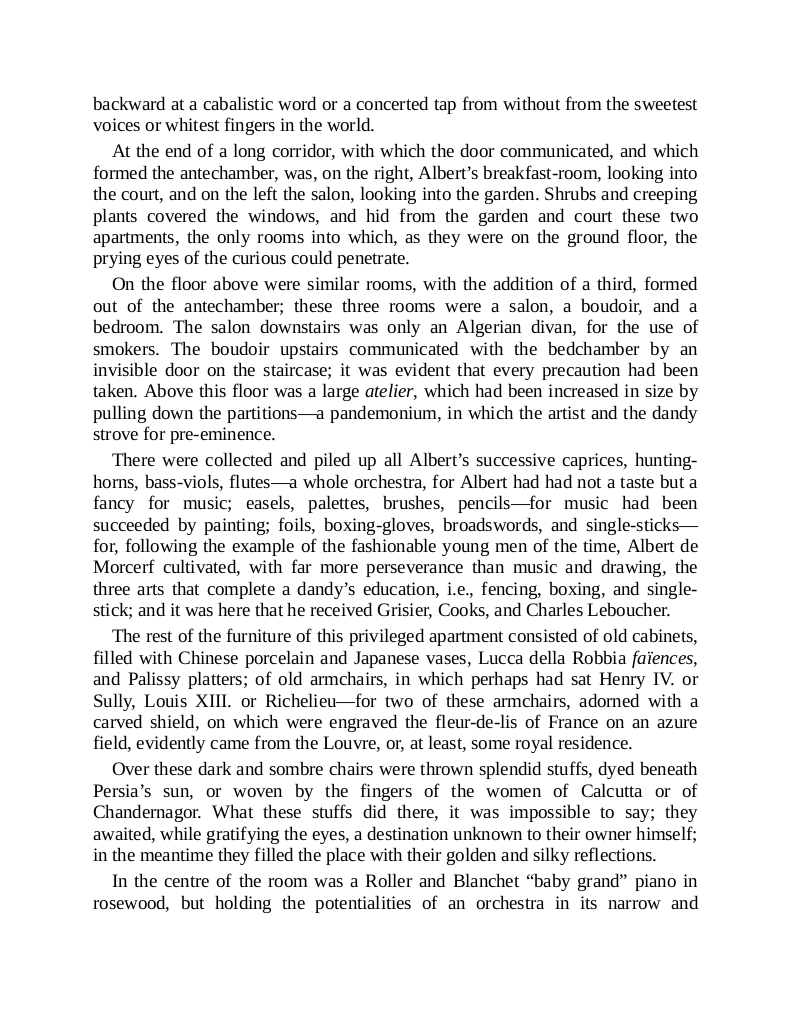 backward at a cabalistic word or a concerted tap from without from the sweetest
voices or whitest fingers in the world.
At the end of a long corridor, with which the door communicated, and which
formed the antechamber, was, on the right, Albert’s breakfast-room, looking into
the court, and on the left the salon, looking into the garden. Shrubs and creeping
plants covered the windows, and hid from the garden and court these two
apartments, the only rooms into which, as they were on the ground floor, the
prying eyes of the curious could penetrate.
On the floor above were similar rooms, with the addition of a third, formed
out of the antechamber; these three rooms were a salon, a boudoir, and a
bedroom. The salon downstairs was only an Algerian divan, for the use of
smokers. The boudoir upstairs communicated with the bedchamber by an
invisible door on the staircase; it was evident that every precaution had been
taken. Above this floor was a large atelier, which had been increased in size by
pulling down the partitions—a pandemonium, in which the artist and the dandy
strove for pre-eminence.
There were collected and piled up all Albert’s successive caprices, hunting-
horns, bass-viols, flutes—a whole orchestra, for Albert had had not a taste but a
fancy for music; easels, palettes, brushes, pencils—for music had been
succeeded by painting; foils, boxing-gloves, broadswords, and single-sticks—
for, following the example of the fashionable young men of the time, Albert de
Morcerf cultivated, with far more perseverance than music and drawing, the
three arts that complete a dandy’s education, i.e., fencing, boxing, and single-
stick; and it was here that he received Grisier, Cooks, and Charles Leboucher.
The rest of the furniture of this privileged apartment consisted of old cabinets,
filled with Chinese porcelain and Japanese vases, Lucca della Robbia faïences,
and Palissy platters; of old armchairs, in which perhaps had sat Henry IV. or
Sully, Louis XIII. or Richelieu—for two of these armchairs, adorned with a
carved shield, on which were engraved the fleur-de-lis of France on an azure
field, evidently came from the Louvre, or, at least, some royal residence.
Over these dark and sombre chairs were thrown splendid stuffs, dyed beneath
Persia’s sun, or woven by the fingers of the women of Calcutta or of
Chandernagor. What these stuffs did there, it was impossible to say; they
awaited, while gratifying the eyes, a destination unknown to their owner himself;
in the meantime they filled the place with their golden and silky reflections.
In the centre of the room was a Roller and Blanchet “baby grand” piano in
rosewood, but holding the potentialities of an orchestra in its narrow and